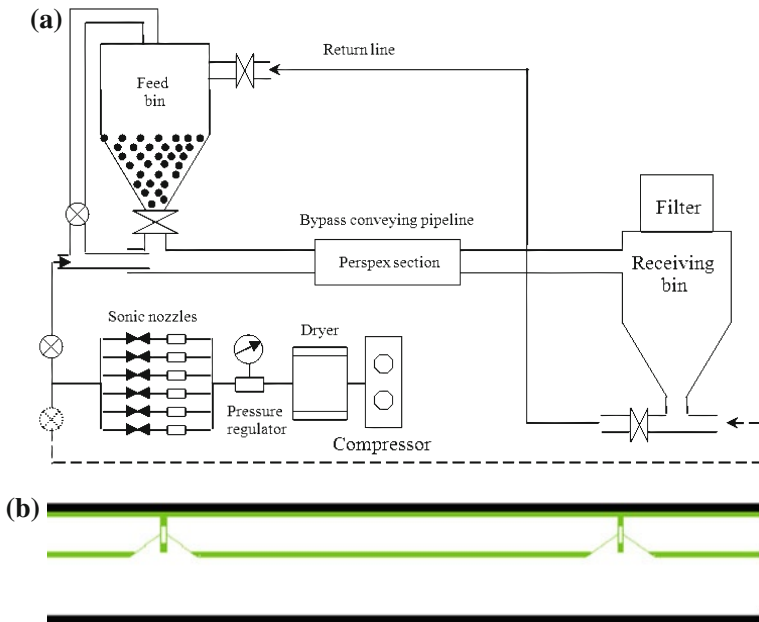 (a)
Return line
Feed
bin
Bypass conveying pipeline
Filter
Perspex section
Receiving
bin
Sonic nozzles
Dryer
Pressure
regulator
Compressor
(b)